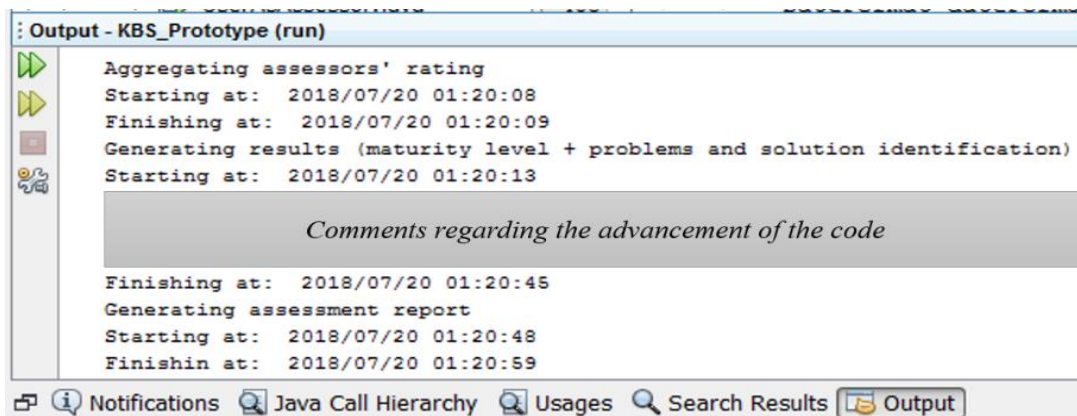 Output - KBS_Prototype (run)
Aggregating assessors' rating
Starting at: 2018/07/20 01:20:08
Finishing at: 2018/07/20 01:20:09
Generating results (maturity level + problems and solution identification)
Starting at: 2018/07/20 01:20:13
Comments regarding the advancement of the code
Finishing at: 2018/07/20 01:20:45
Generating assessment report
Starting at: 2018/07/20 01:20:48
Finishin at: 2018/07/20 01:20:59
Notifications Java Call Hierarchy Usages Search Results Output